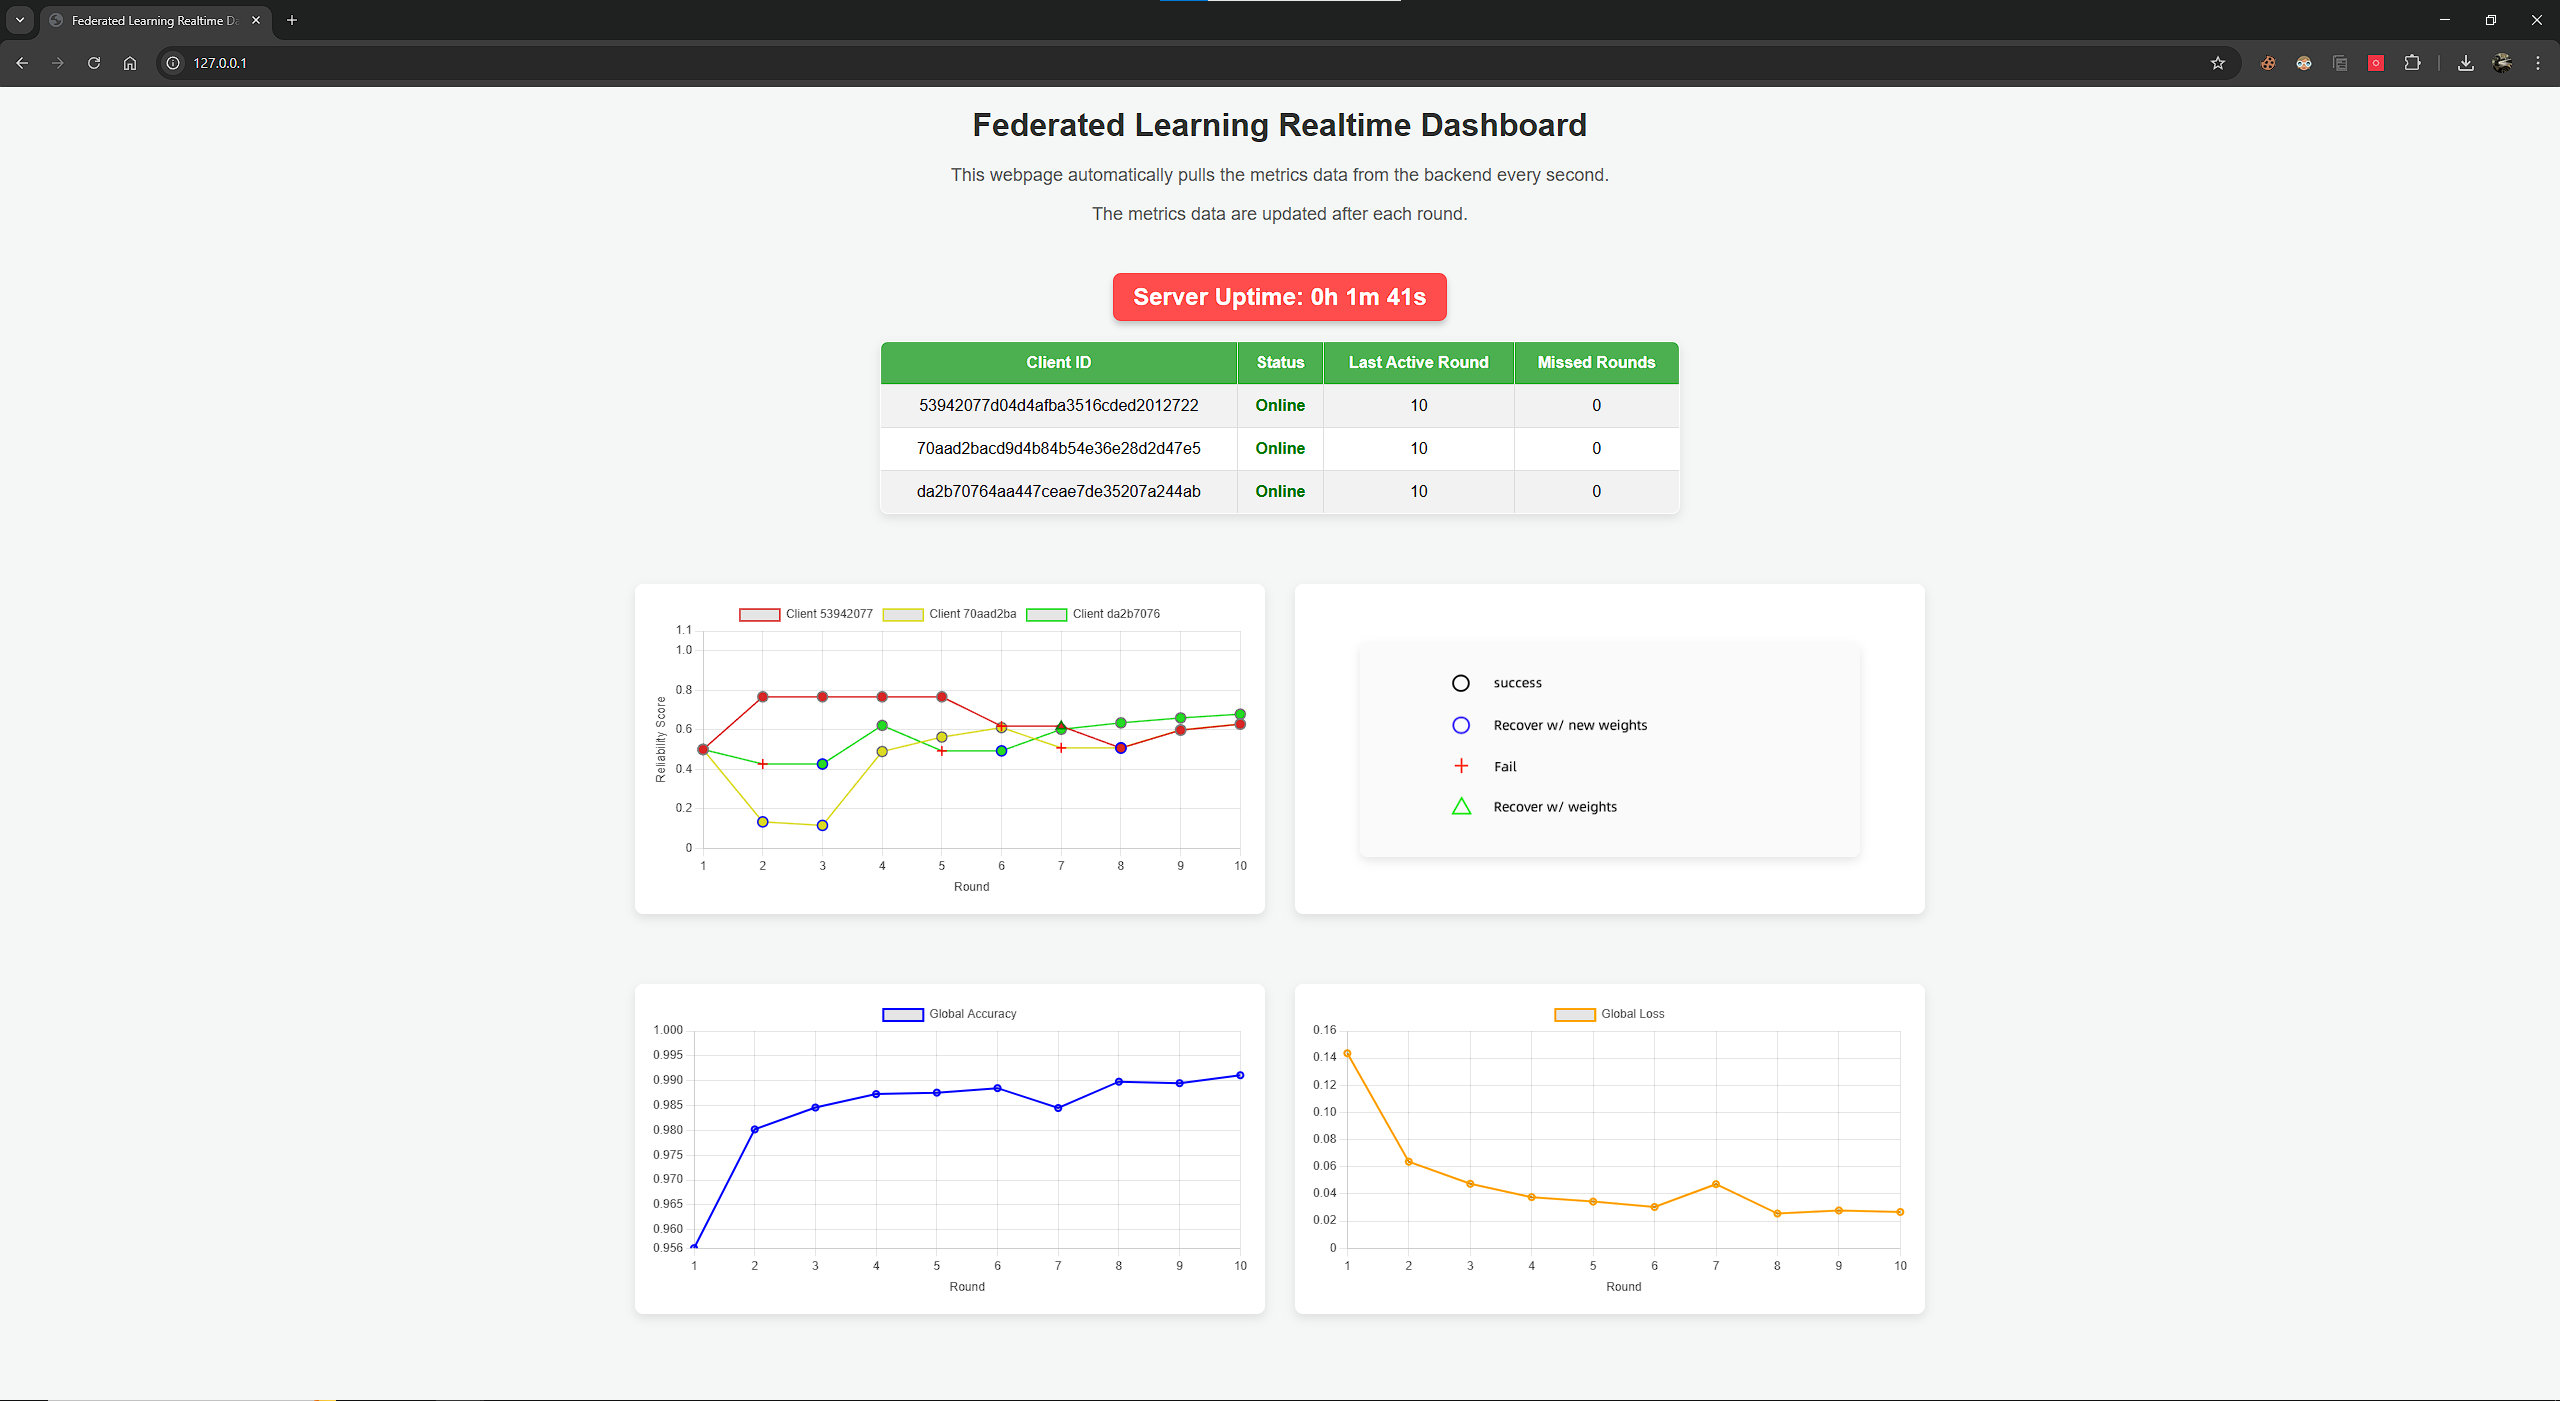 Federated Learning Realtime Da
127.0.0.1
Federated Learning Realtime Dashboard
This webpage automatically pulls the metrics data from the backend every second.
The metrics data are updated after each round.
Server Uptime: 0h 1m 41s
Client ID Status Last Active Round Missed Rounds
53942077d04d4afba3516cded2012722 Online 10 0
70aad2bacd9d4b84b54e36e28d2d47e5 Online 10 0
da2b70764aa447ceae7de35207a244ab Online 10 0
Client 53942077 Client 70aad2ba Client da2b7076
1.1
1.0
0.8
0.6
0.4
0.2
0
Reliability Score
1 2 3 4 5 6 7 8 9 10
Round
success
Recover w/ new weights
Fail
Recover w/ weights
Global Accuracy
1.000
0.995
0.990
0.985
0.980
0.975
0.970
0.965
0.960
0.956
1 2 3 4 5 6 7 8 9 10
Round
Global Loss
0.16
0.14
0.12
0.10
0.08
0.06
0.04
0.02
0
1 2 3 4 5 6 7 8 9 10
Round